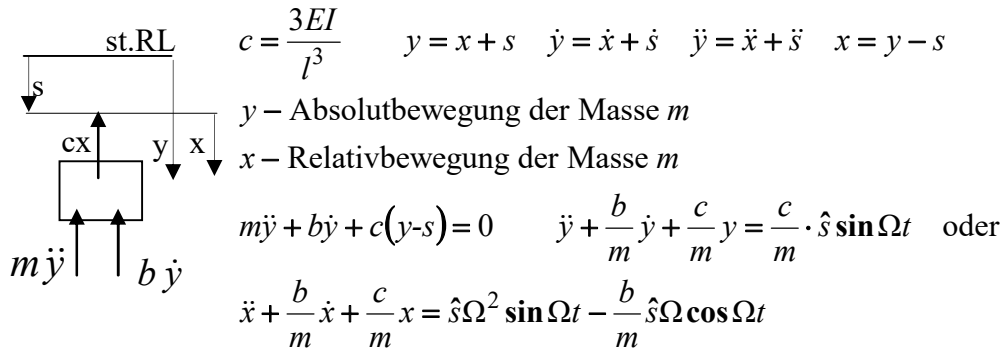 st.RL
s
cx
y
x
mÿ
bẏ
c = 3EI/l³    y = x + s    ẏ = ẋ + ṡ    ÿ = ẍ + s̈    x = y − s
y − Absolutbewegung der Masse m
x − Relativbewegung der Masse m
mÿ + bẏ + c(y-s) = 0    ÿ + b/m ẏ + c/m y = c/m · ŝ sin Ωt    oder
ẍ + b/m ẋ + c/m x = ŝΩ² sin Ωt − b/m ŝΩ cos Ωt